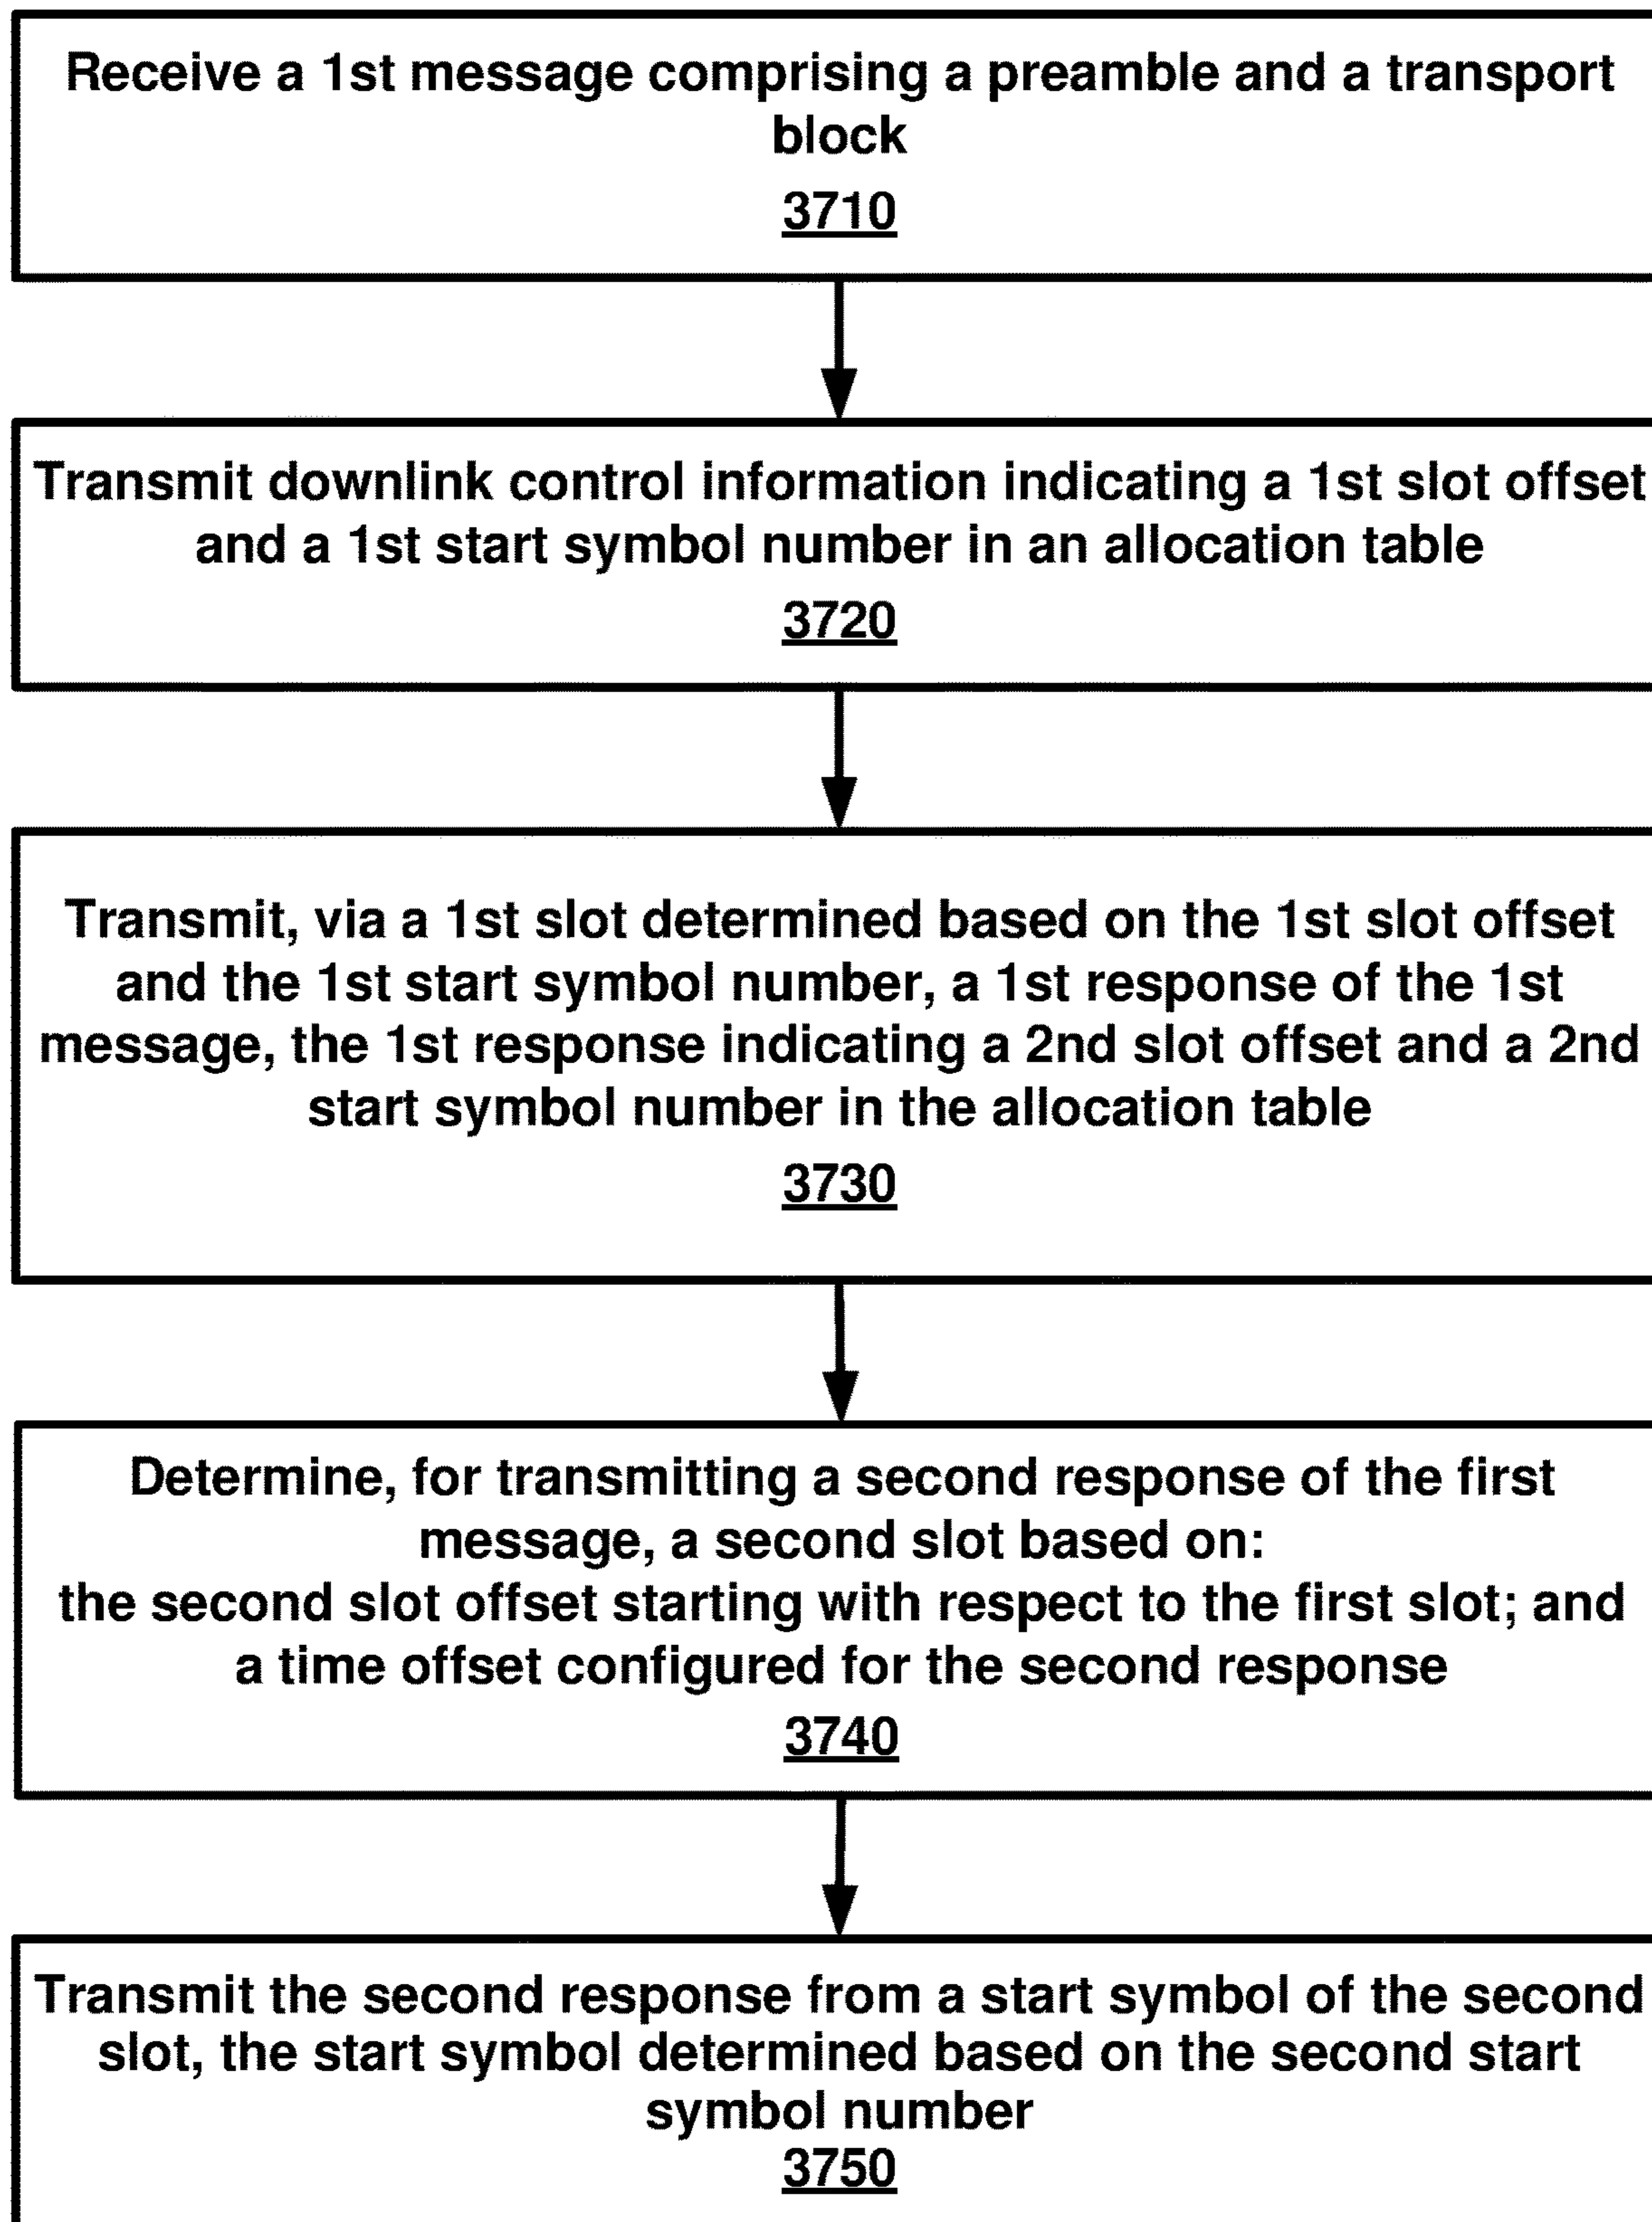 Receive a 1st message comprising a preamble and a transport
block
3710
Transmit downlink control information indicating a 1st slot offset
and a 1st start symbol number in an allocation table
3720
Transmit, via a 1st slot determined based on the 1st slot offset
and the 1st start symbol number, a 1st response of the 1st
message, the 1st response indicating a 2nd slot offset and a 2nd
start symbol number in the allocation table
3730
Determine, for transmitting a second response of the first
message, a second slot based on:
the second slot offset starting with respect to the first slot; and
a time offset configured for the second response
3740
Transmit the second response from a start symbol of the second
slot, the start symbol determined based on the second start
symbol number
3750